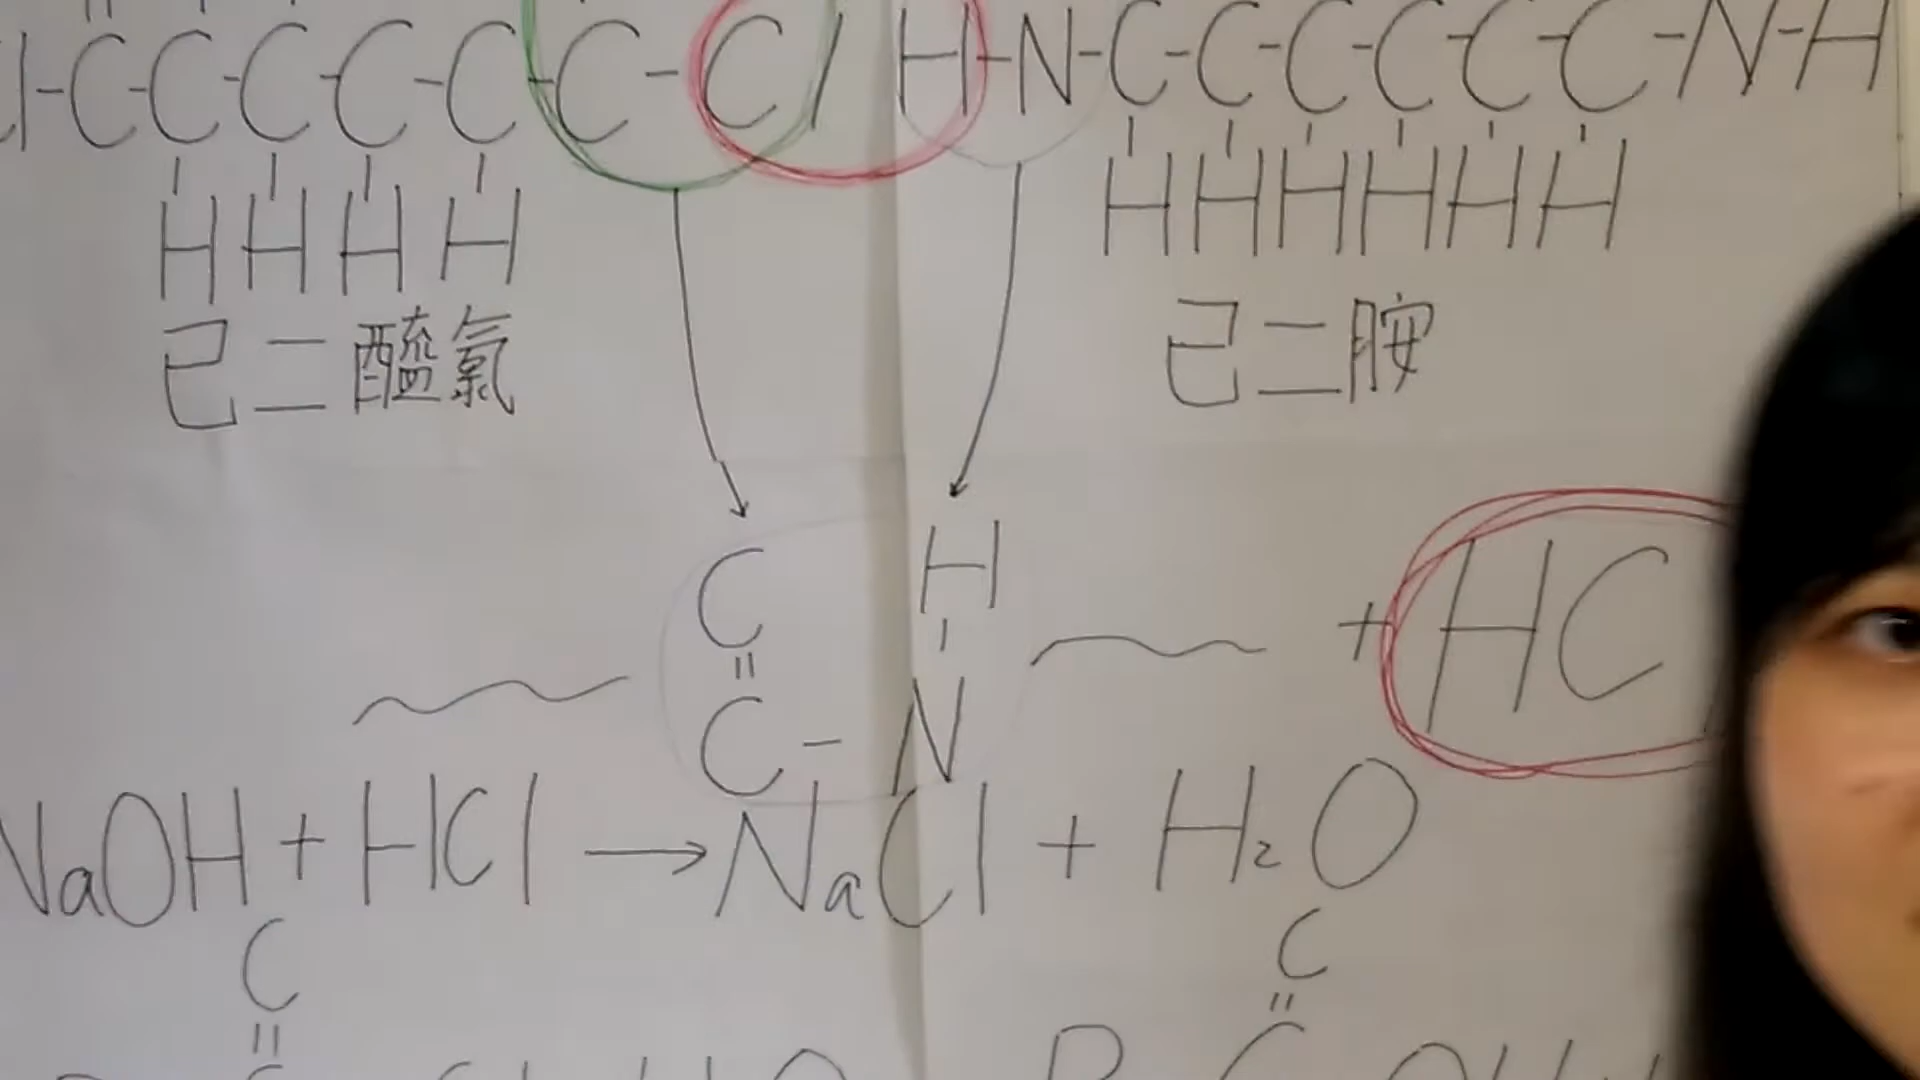 Cl-C-C-C-C-C-C-Cl H-N-C-C-C-C-C-C-N-H
H H H H H H H H H H
己二醯氯 己二胺
C H
C-N + HC
NaOH + HCl → NaCl + H₂O
C C